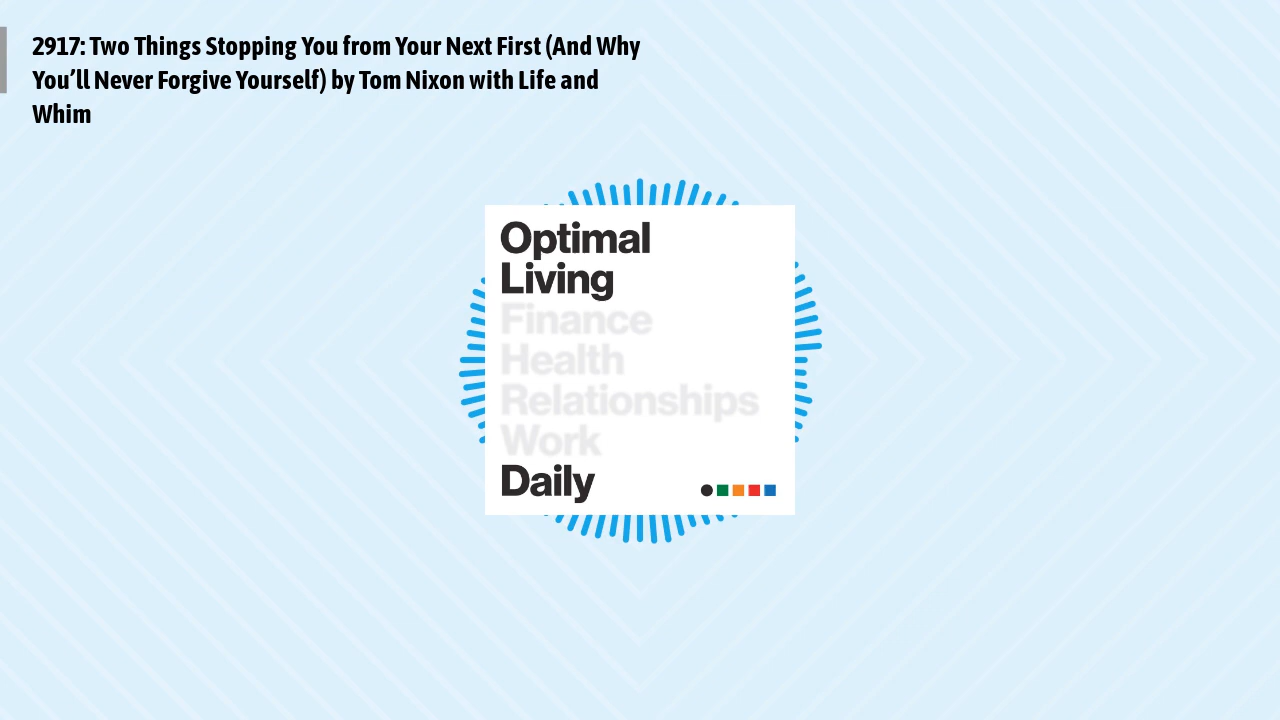 2917: Two Things Stopping You from Your Next First (And Why
You’ll Never Forgive Yourself) by Tom Nixon with Life and
Whim
Optimal
Living
Finance
Health
Relationships
Work
Daily